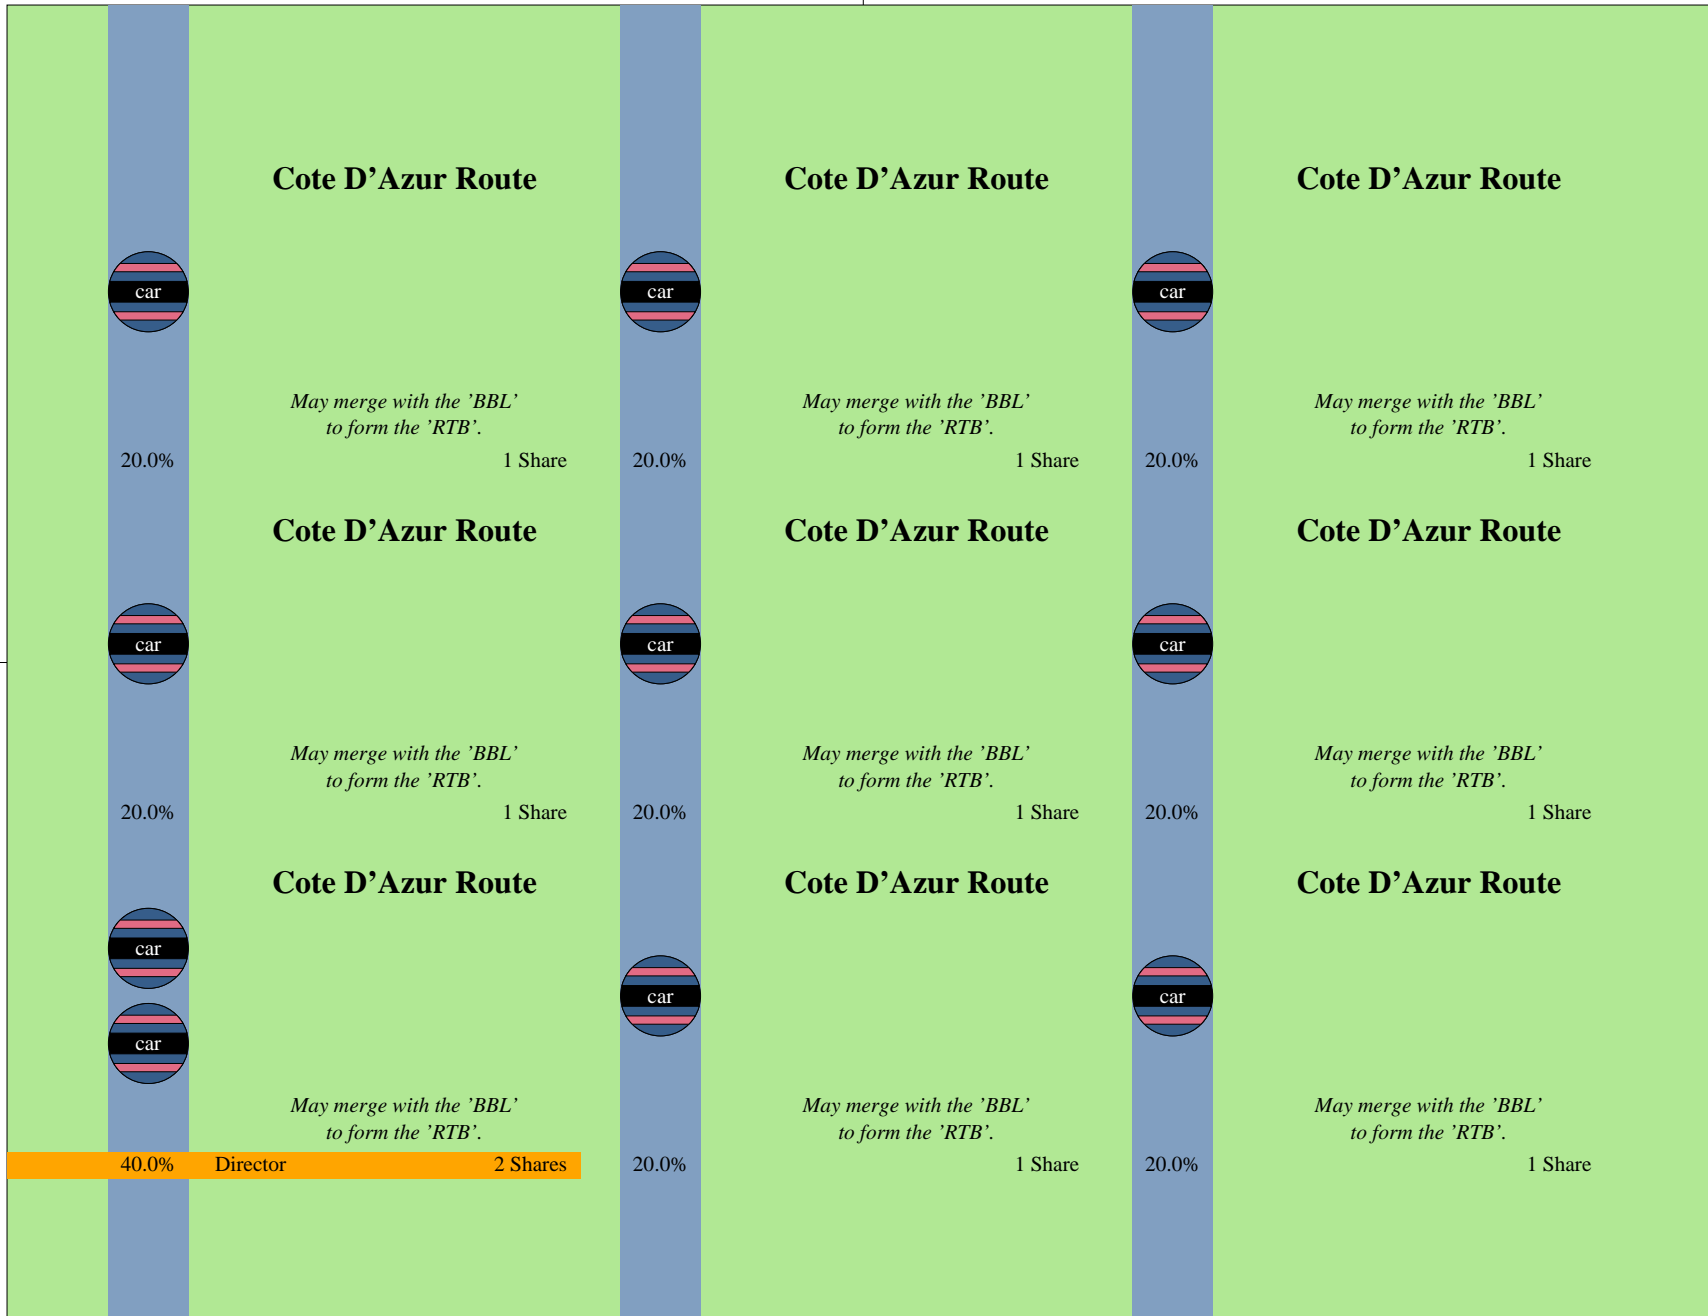 Cote D’Azur Route Cote D’Azur Route Cote D’Azur Route
car car car
May merge with the ’BBL’ May merge with the ’BBL’ May merge with the ’BBL’
to form the ’RTB’. to form the ’RTB’. to form the ’RTB’.
20.0% 1 Share 20.0% 1 Share 20.0% 1 Share
Cote D’Azur Route Cote D’Azur Route Cote D’Azur Route
car car car
May merge with the ’BBL’ May merge with the ’BBL’ May merge with the ’BBL’
to form the ’RTB’. to form the ’RTB’. to form the ’RTB’.
20.0% 1 Share 20.0% 1 Share 20.0% 1 Share
Cote D’Azur Route Cote D’Azur Route Cote D’Azur Route
car
car car
car
May merge with the ’BBL’ May merge with the ’BBL’ May merge with the ’BBL’
to form the ’RTB’. to form the ’RTB’. to form the ’RTB’.
40.0% Director 2 Shares 20.0% 1 Share 20.0% 1 Share